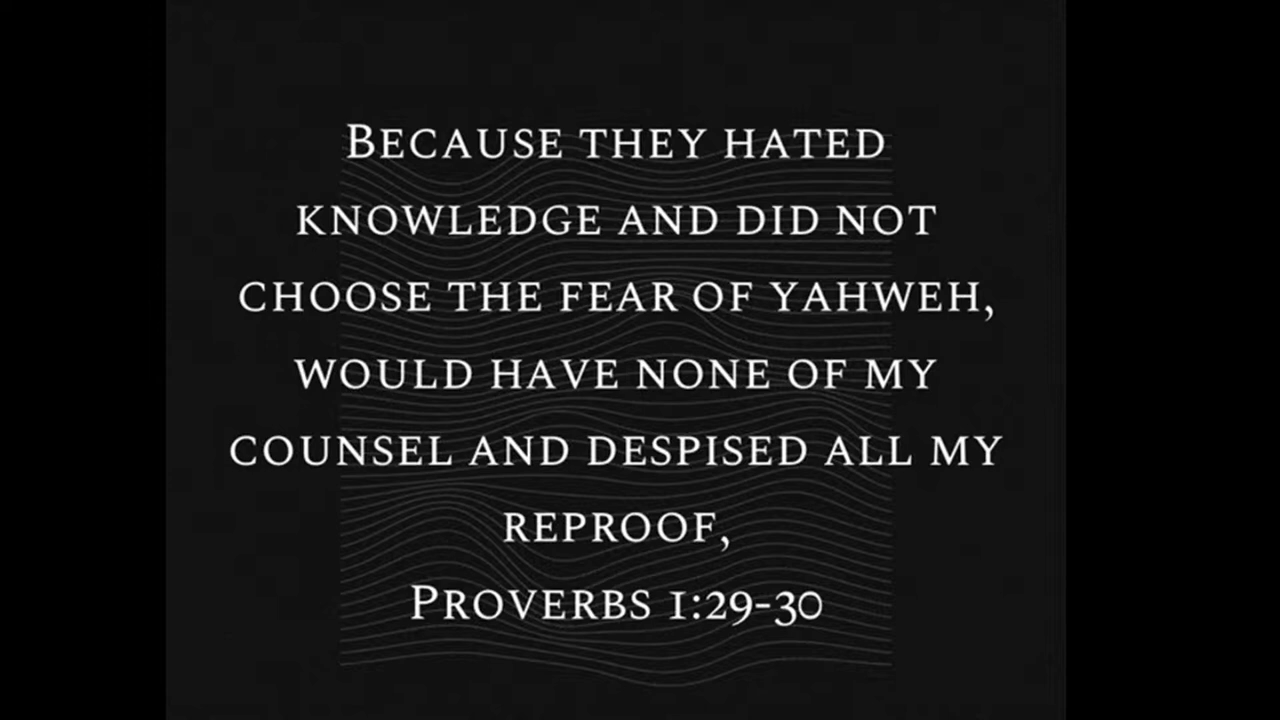 Because they hated
knowledge and did not
choose the fear of Yahweh,
would have none of my
counsel and despised all my
reproof,
Proverbs 1:29-30